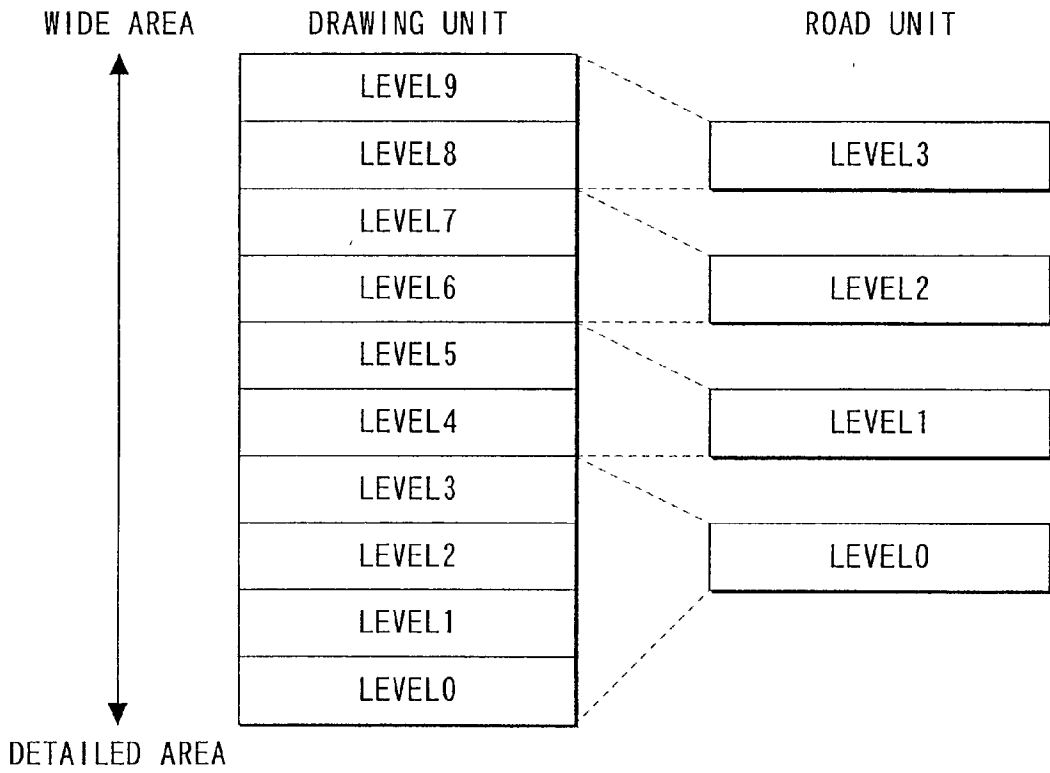 WIDE AREA DRAWING UNIT ROAD UNIT
LEVEL9
LEVEL8 LEVEL3
LEVEL7
LEVEL6 LEVEL2
LEVEL5
LEVEL4 LEVEL1
LEVEL3
LEVEL2 LEVEL0
LEVEL1
LEVEL0
DETAILED AREA